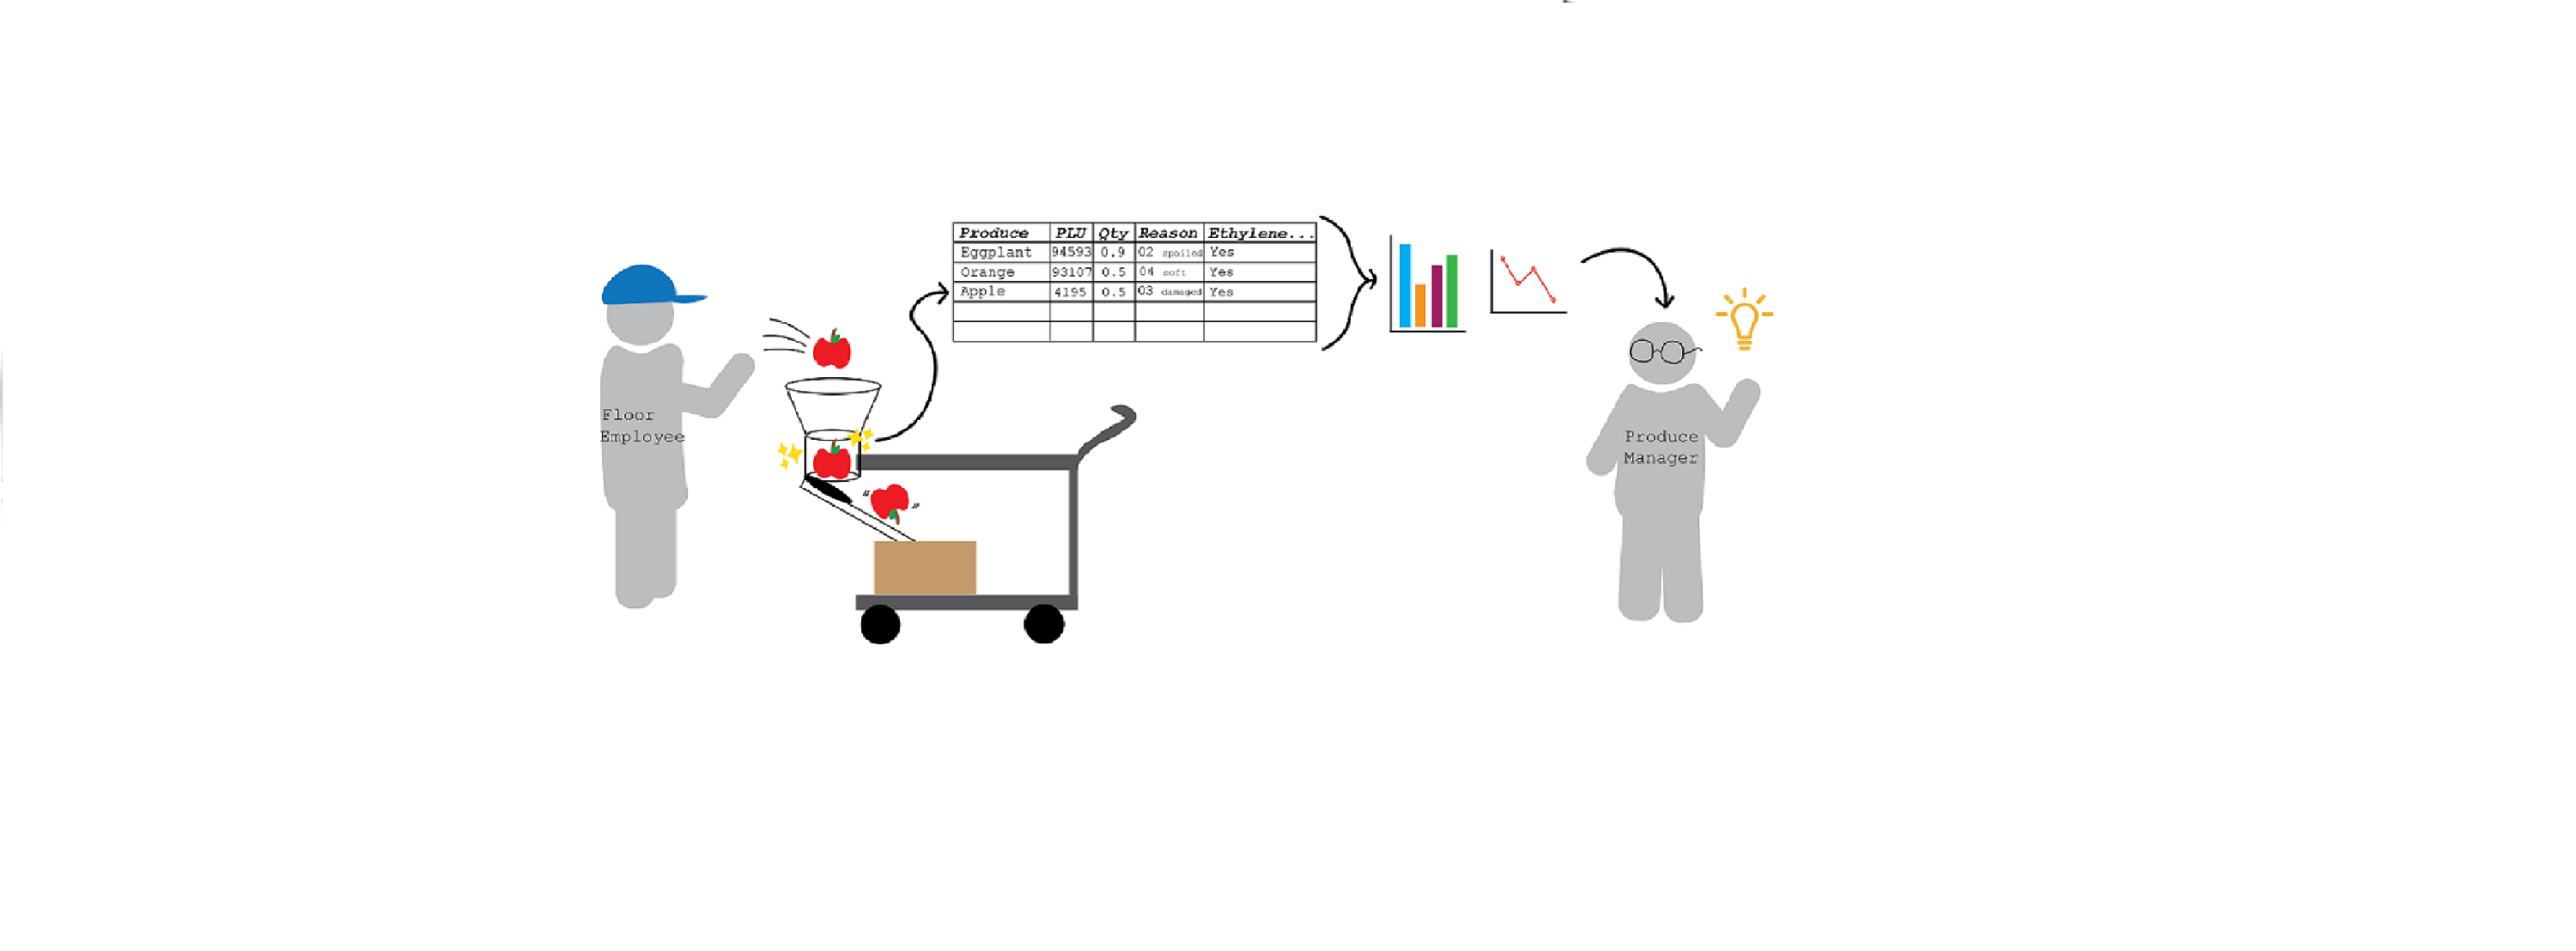 Produce PLU Qty Reason Ethylene...
Eggplant 94593 0.9 02 spoiled Yes
Orange 93107 0.5 04 soft Yes
Apple 4195 0.5 03 damaged Yes
Floor
Employee
Produce
Manager